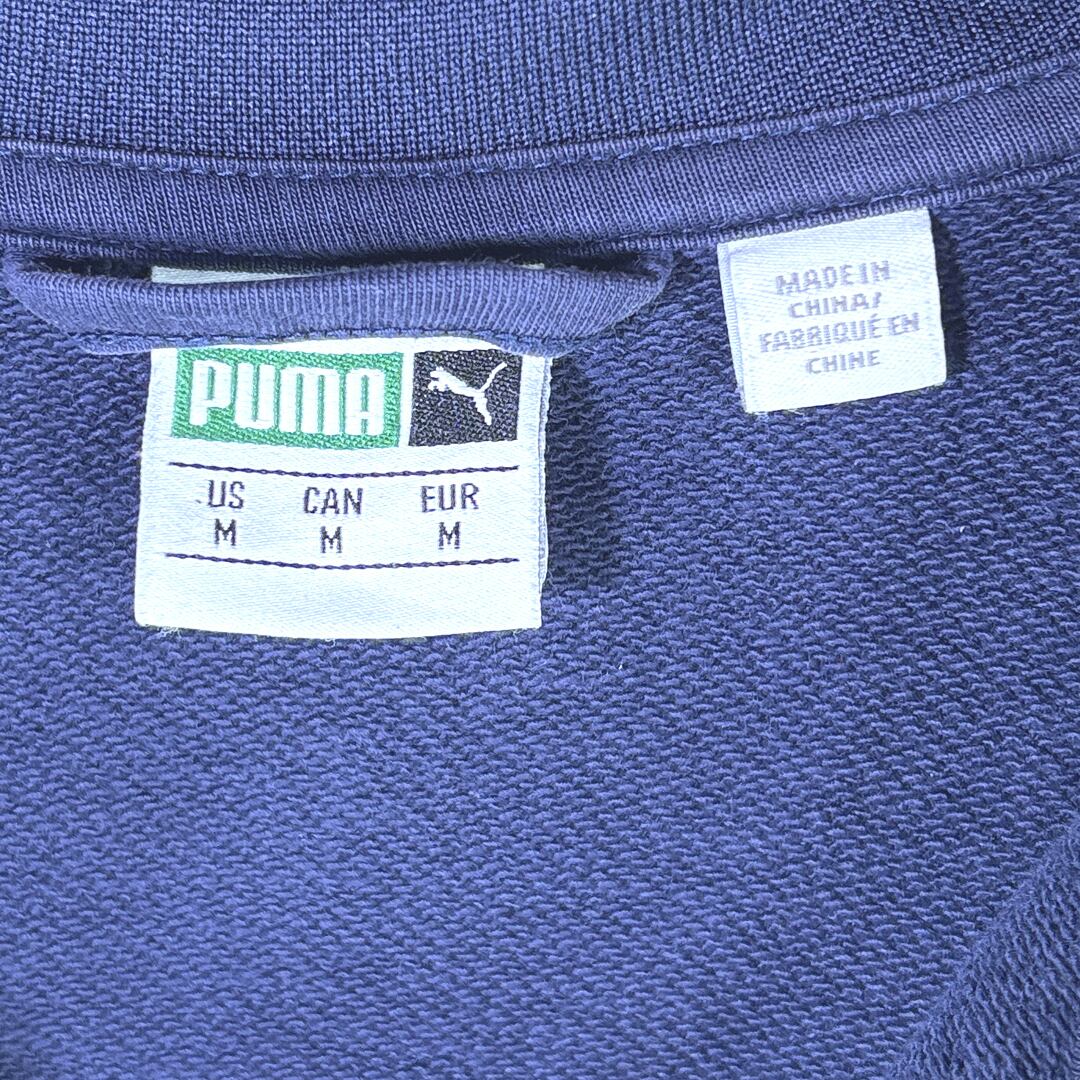 PUMA
US CAN EUR
M M M
MADE IN
CHINA/
FABRIQUÉ EN
CHINE